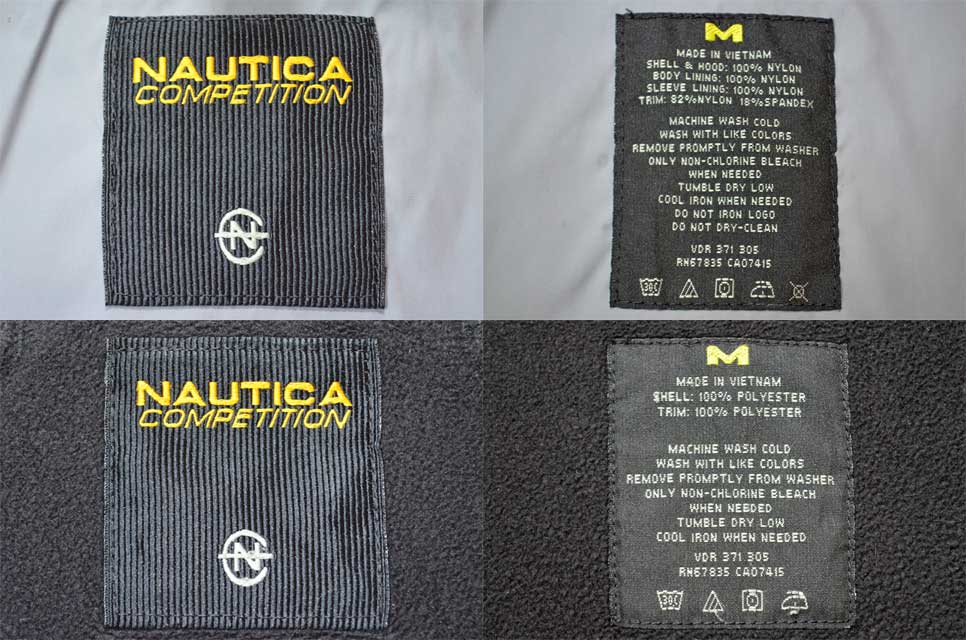 NAUTICA
COMPETITION
N
M
MADE IN VIETNAM
SHELL & HOOD: 100% NYLON
BODY LINING: 100% NYLON
SLEEVE LINING: 100% NYLON
TRIM: 82%NYLON 18%SPANDEX
MACHINE WASH COLD
WASH WITH LIKE COLORS
REMOVE PROMPTLY FROM WASHER
ONLY NON-CHLORINE BLEACH
WHEN NEEDED
TUMBLE DRY LOW
COOL IRON WHEN NEEDED
DO NOT IRON LOGO
DO NOT DRY-CLEAN
VDR 371 305
RN67835 CA07415
30C
NAUTICA
COMPETITION
N
M
MADE IN VIETNAM
SHELL: 100% POLYESTER
TRIM: 100% POLYESTER
MACHINE WASH COLD
WASH WITH LIKE COLORS
REMOVE PROMPTLY FROM WASHER
ONLY NON-CHLORINE BLEACH
WHEN NEEDED
TUMBLE DRY LOW
COOL IRON WHEN NEEDED
VDR 371 305
RN67835 CA07415
30C